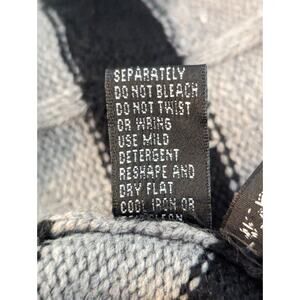 SEPARATELY
DO NOT BLEACH
DO NOT TWIST
OR WRING
USE MILD
DETERGENT
RESHAPE AND
DRY FLAT
COOL IRON OR
CLEAN